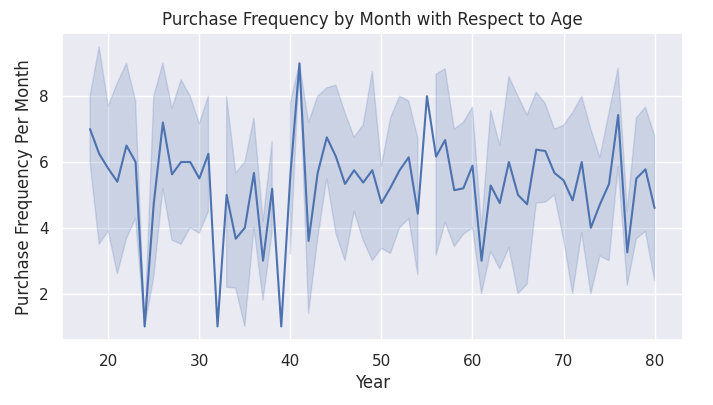 Purchase Frequency by Month with Respect to Age
Purchase Frequency Per Month
8
6
4
2
20 30 40 50 60 70 80
Year